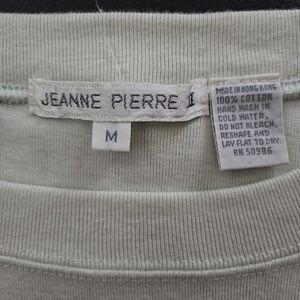 JEANNE PIERRE
M
MADE IN HONG KONG
100% COTTON
HAND WASH IN
COLD WATER,
DO NOT BLEACH,
RESHAPE AND
LAY FLAT TO DRY.
RN 50986